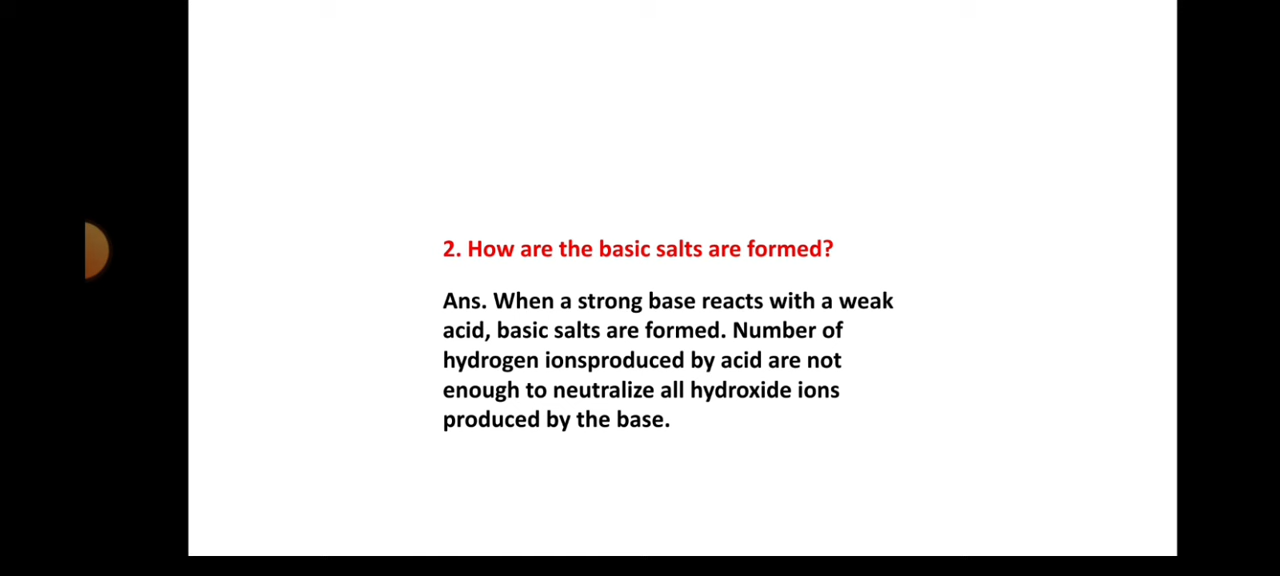 2. How are the basic salts are formed?
Ans. When a strong base reacts with a weak
acid, basic salts are formed. Number of
hydrogen ionsproduced by acid are not
enough to neutralize all hydroxide ions
produced by the base.